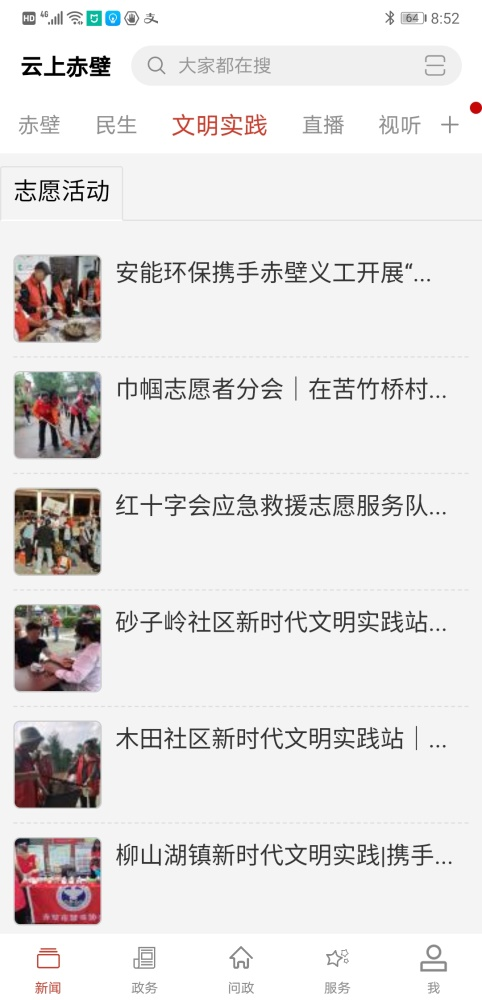 HD 4G 64 8:52
云上赤壁 大家都在搜
赤壁 民生 文明实践 直播 视听 +
志愿活动
安能环保携手赤壁义工开展“...
巾帼志愿者分会｜在苦竹桥村...
红十字会应急救援志愿服务队...
砂子岭社区新时代文明实践站...
木田社区新时代文明实践站｜...
柳山湖镇新时代文明实践|携手...
新闻 政务 问政 服务 我